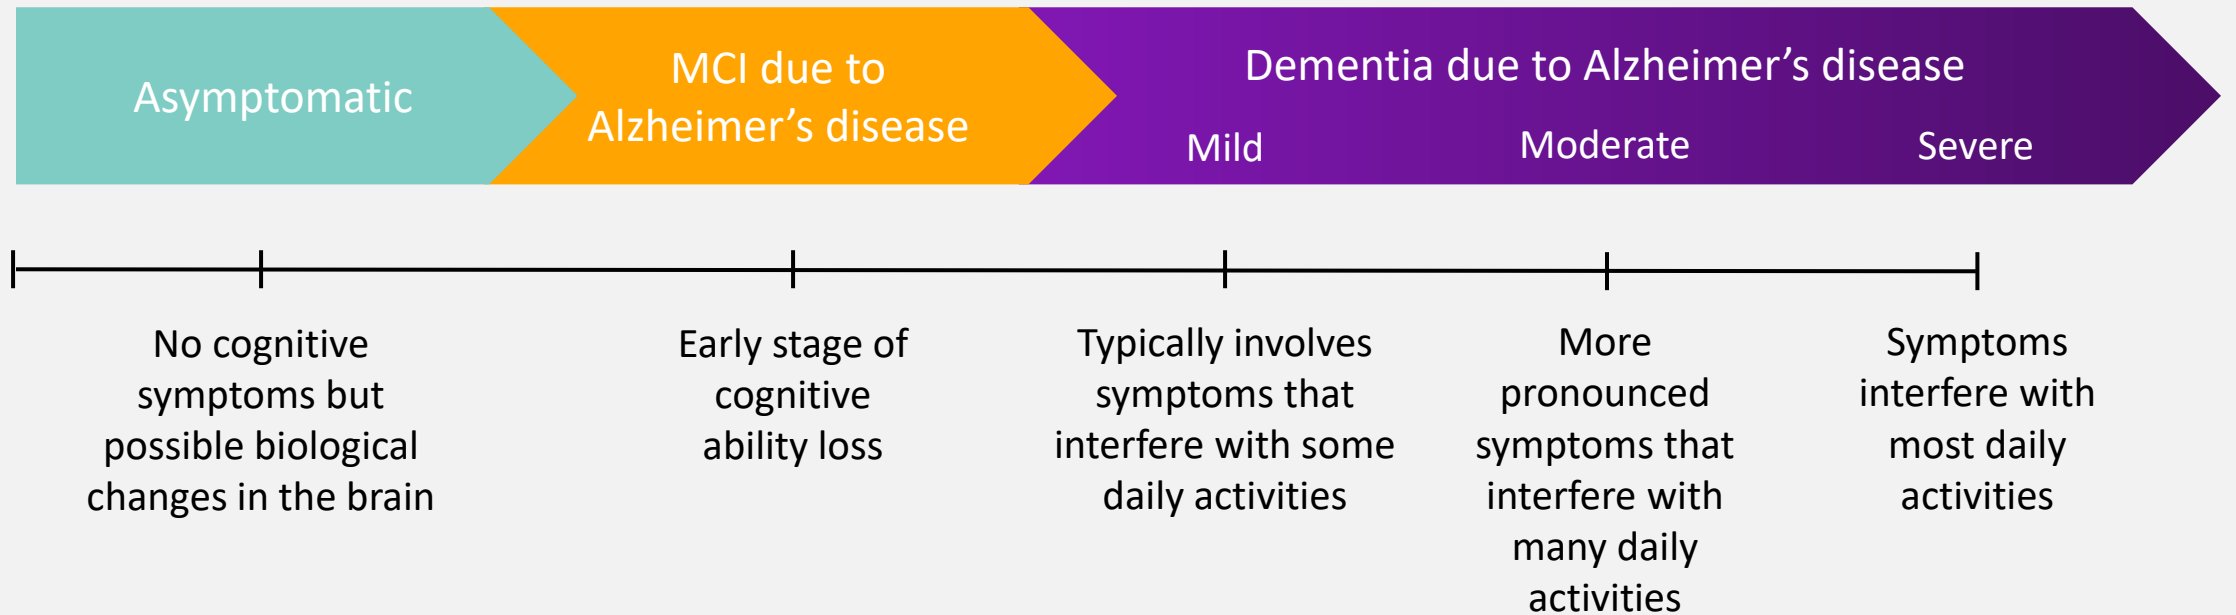 Asymptomatic
MCI due to
Alzheimer’s disease
Dementia due to Alzheimer’s disease
Mild
Moderate
Severe
No cognitive
symptoms but
possible biological
changes in the brain
Early stage of
cognitive
ability loss
Typically involves
symptoms that
interfere with some
daily activities
More
pronounced
symptoms that
interfere with
many daily
activities
Symptoms
interfere with
most daily
activities